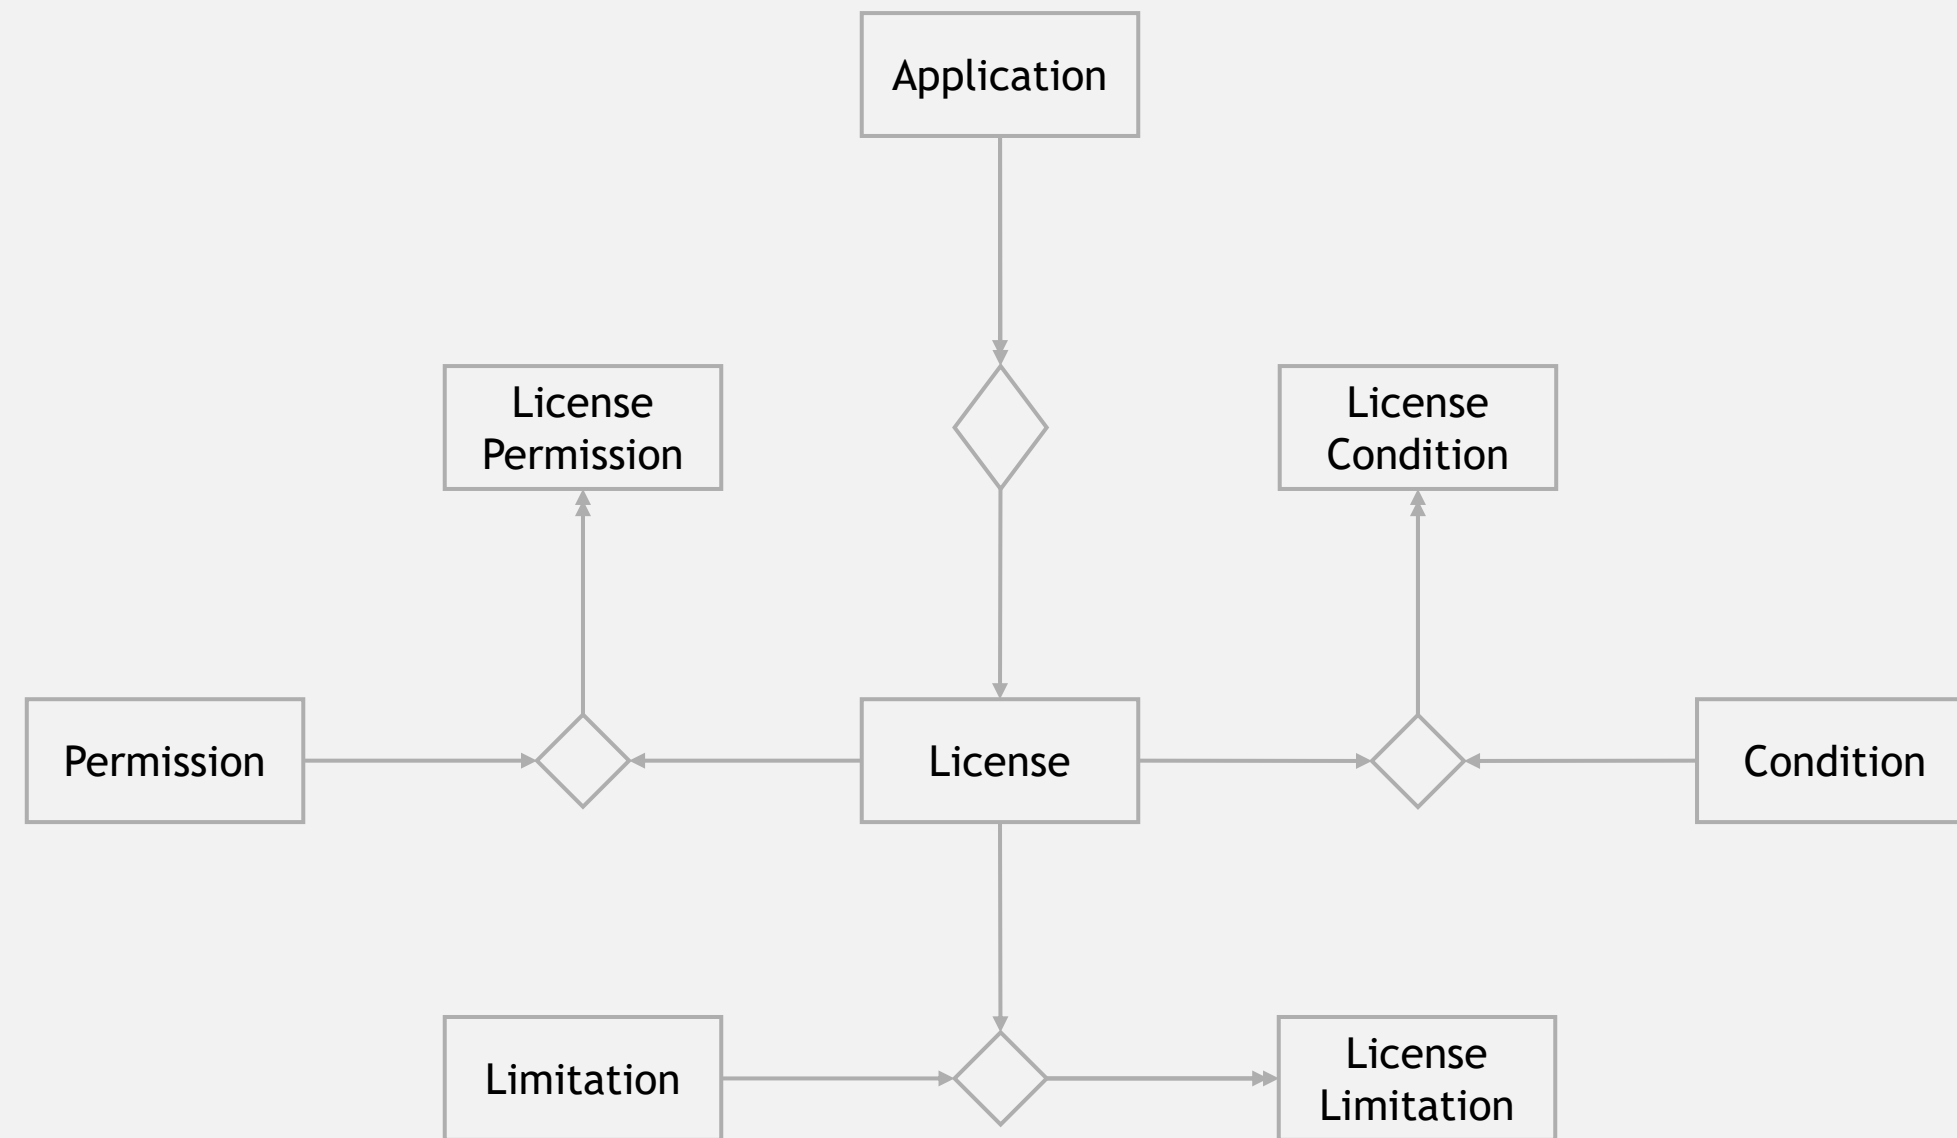 Application
License
Permission
License
Condition
Permission
License
Condition
Limitation
License
Limitation